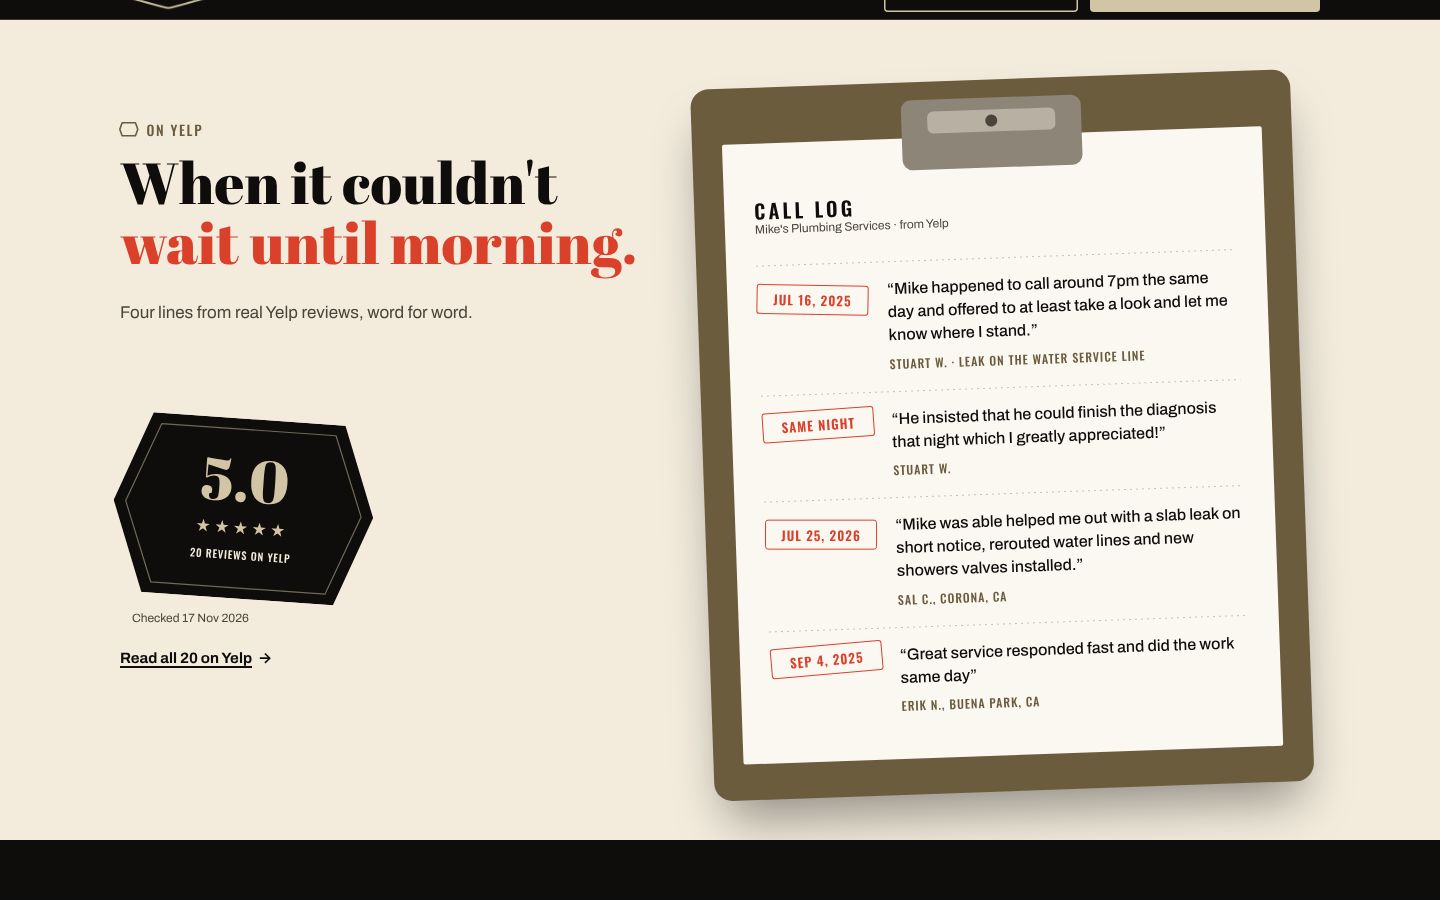 ON YELP
When it couldn't
wait until morning.
Four lines from real Yelp reviews, word for word.
5.0
★★★★★
20 REVIEWS ON YELP
Checked 17 Nov 2026
Read all 20 on Yelp →
CALL LOG
Mike's Plumbing Services · from Yelp
JUL 16, 2025
“Mike happened to call around 7pm the same
day and offered to at least take a look and let me
know where I stand.”
STUART W. · LEAK ON THE WATER SERVICE LINE
SAME NIGHT
“He insisted that he could finish the diagnosis
that night which I greatly appreciated!”
STUART W.
JUL 25, 2026
“Mike was able helped me out with a slab leak on
short notice, rerouted water lines and new
showers valves installed.”
SAL C., CORONA, CA
SEP 4, 2025
“Great service responded fast and did the work
same day”
ERIK N., BUENA PARK, CA